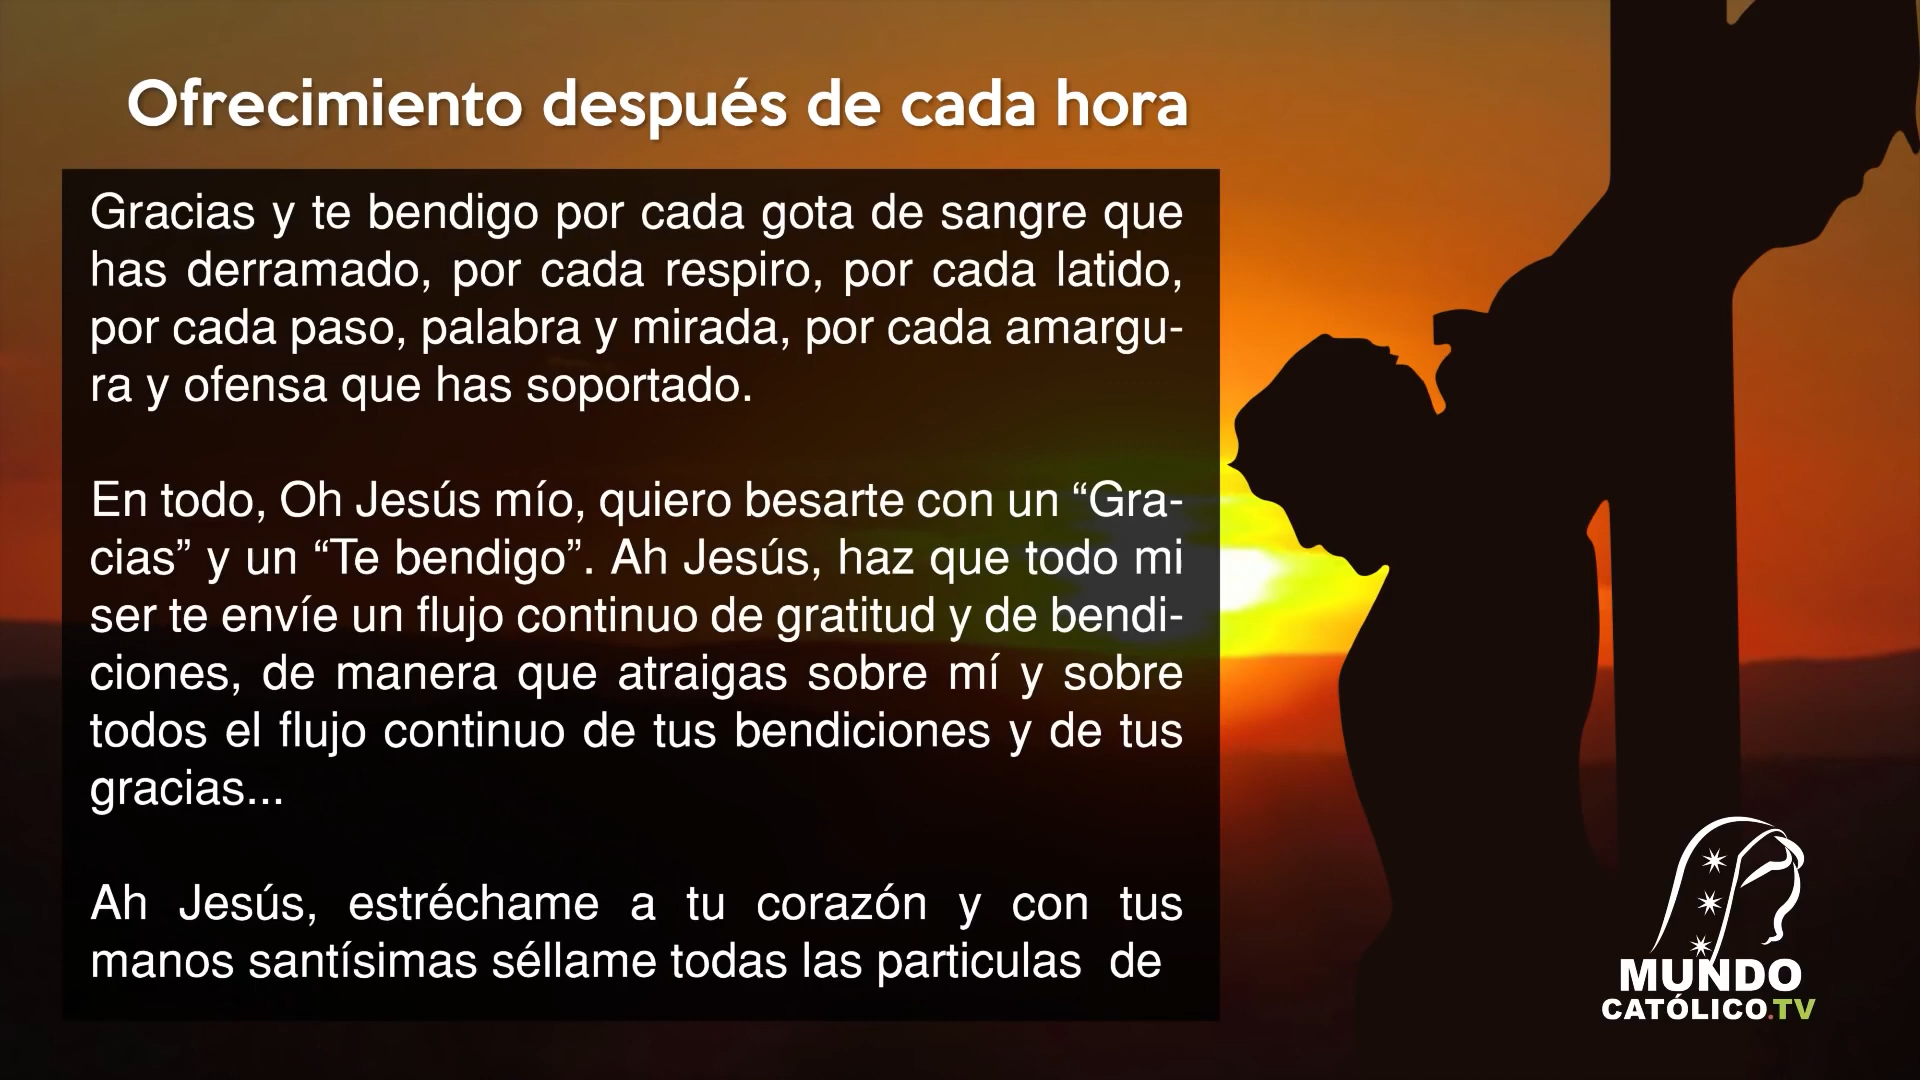 Ofrecimiento después de cada hora
Gracias y te bendigo por cada gota de sangre que
has derramado, por cada respiro, por cada latido,
por cada paso, palabra y mirada, por cada amargu-
ra y ofensa que has soportado.
En todo, Oh Jesús mío, quiero besarte con un “Gra-
cias” y un “Te bendigo”. Ah Jesús, haz que todo mi
ser te envíe un flujo continuo de gratitud y de bendi-
ciones, de manera que atraigas sobre mí y sobre
todos el flujo continuo de tus bendiciones y de tus
gracias...
Ah Jesús, estréchame a tu corazón y con tus
manos santísimas séllame todas las particulas de
MUNDO
CATÓLICO.TV